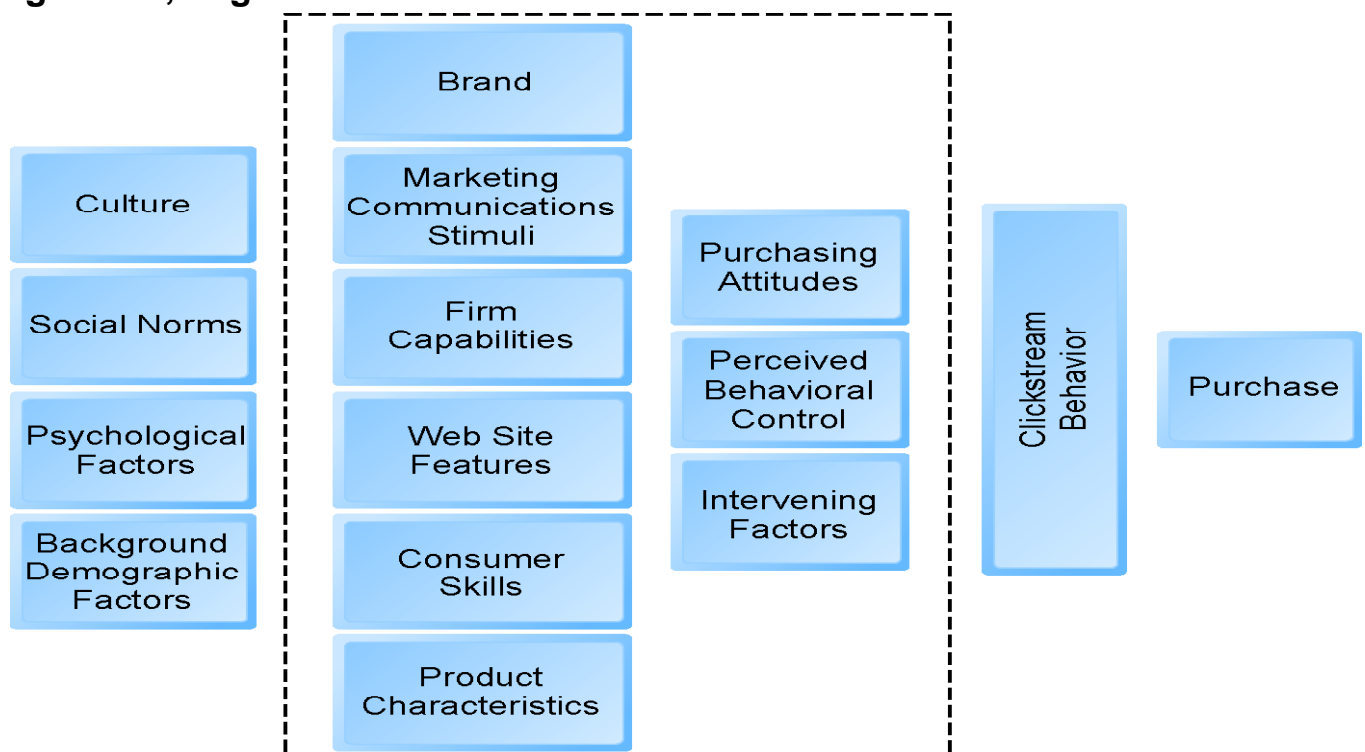 Brand
Marketing
Communications
Stimuli
Culture
Purchasing
Attitudes
Social Norms
Firm
Capabilities
Perceived
Behavioral
Control
Clickstream
Behavior
Purchase
Psychological
Factors
Web Site
Features
Intervening
Factors
Background
Demographic
Factors
Consumer
Skills
Product
Characteristics